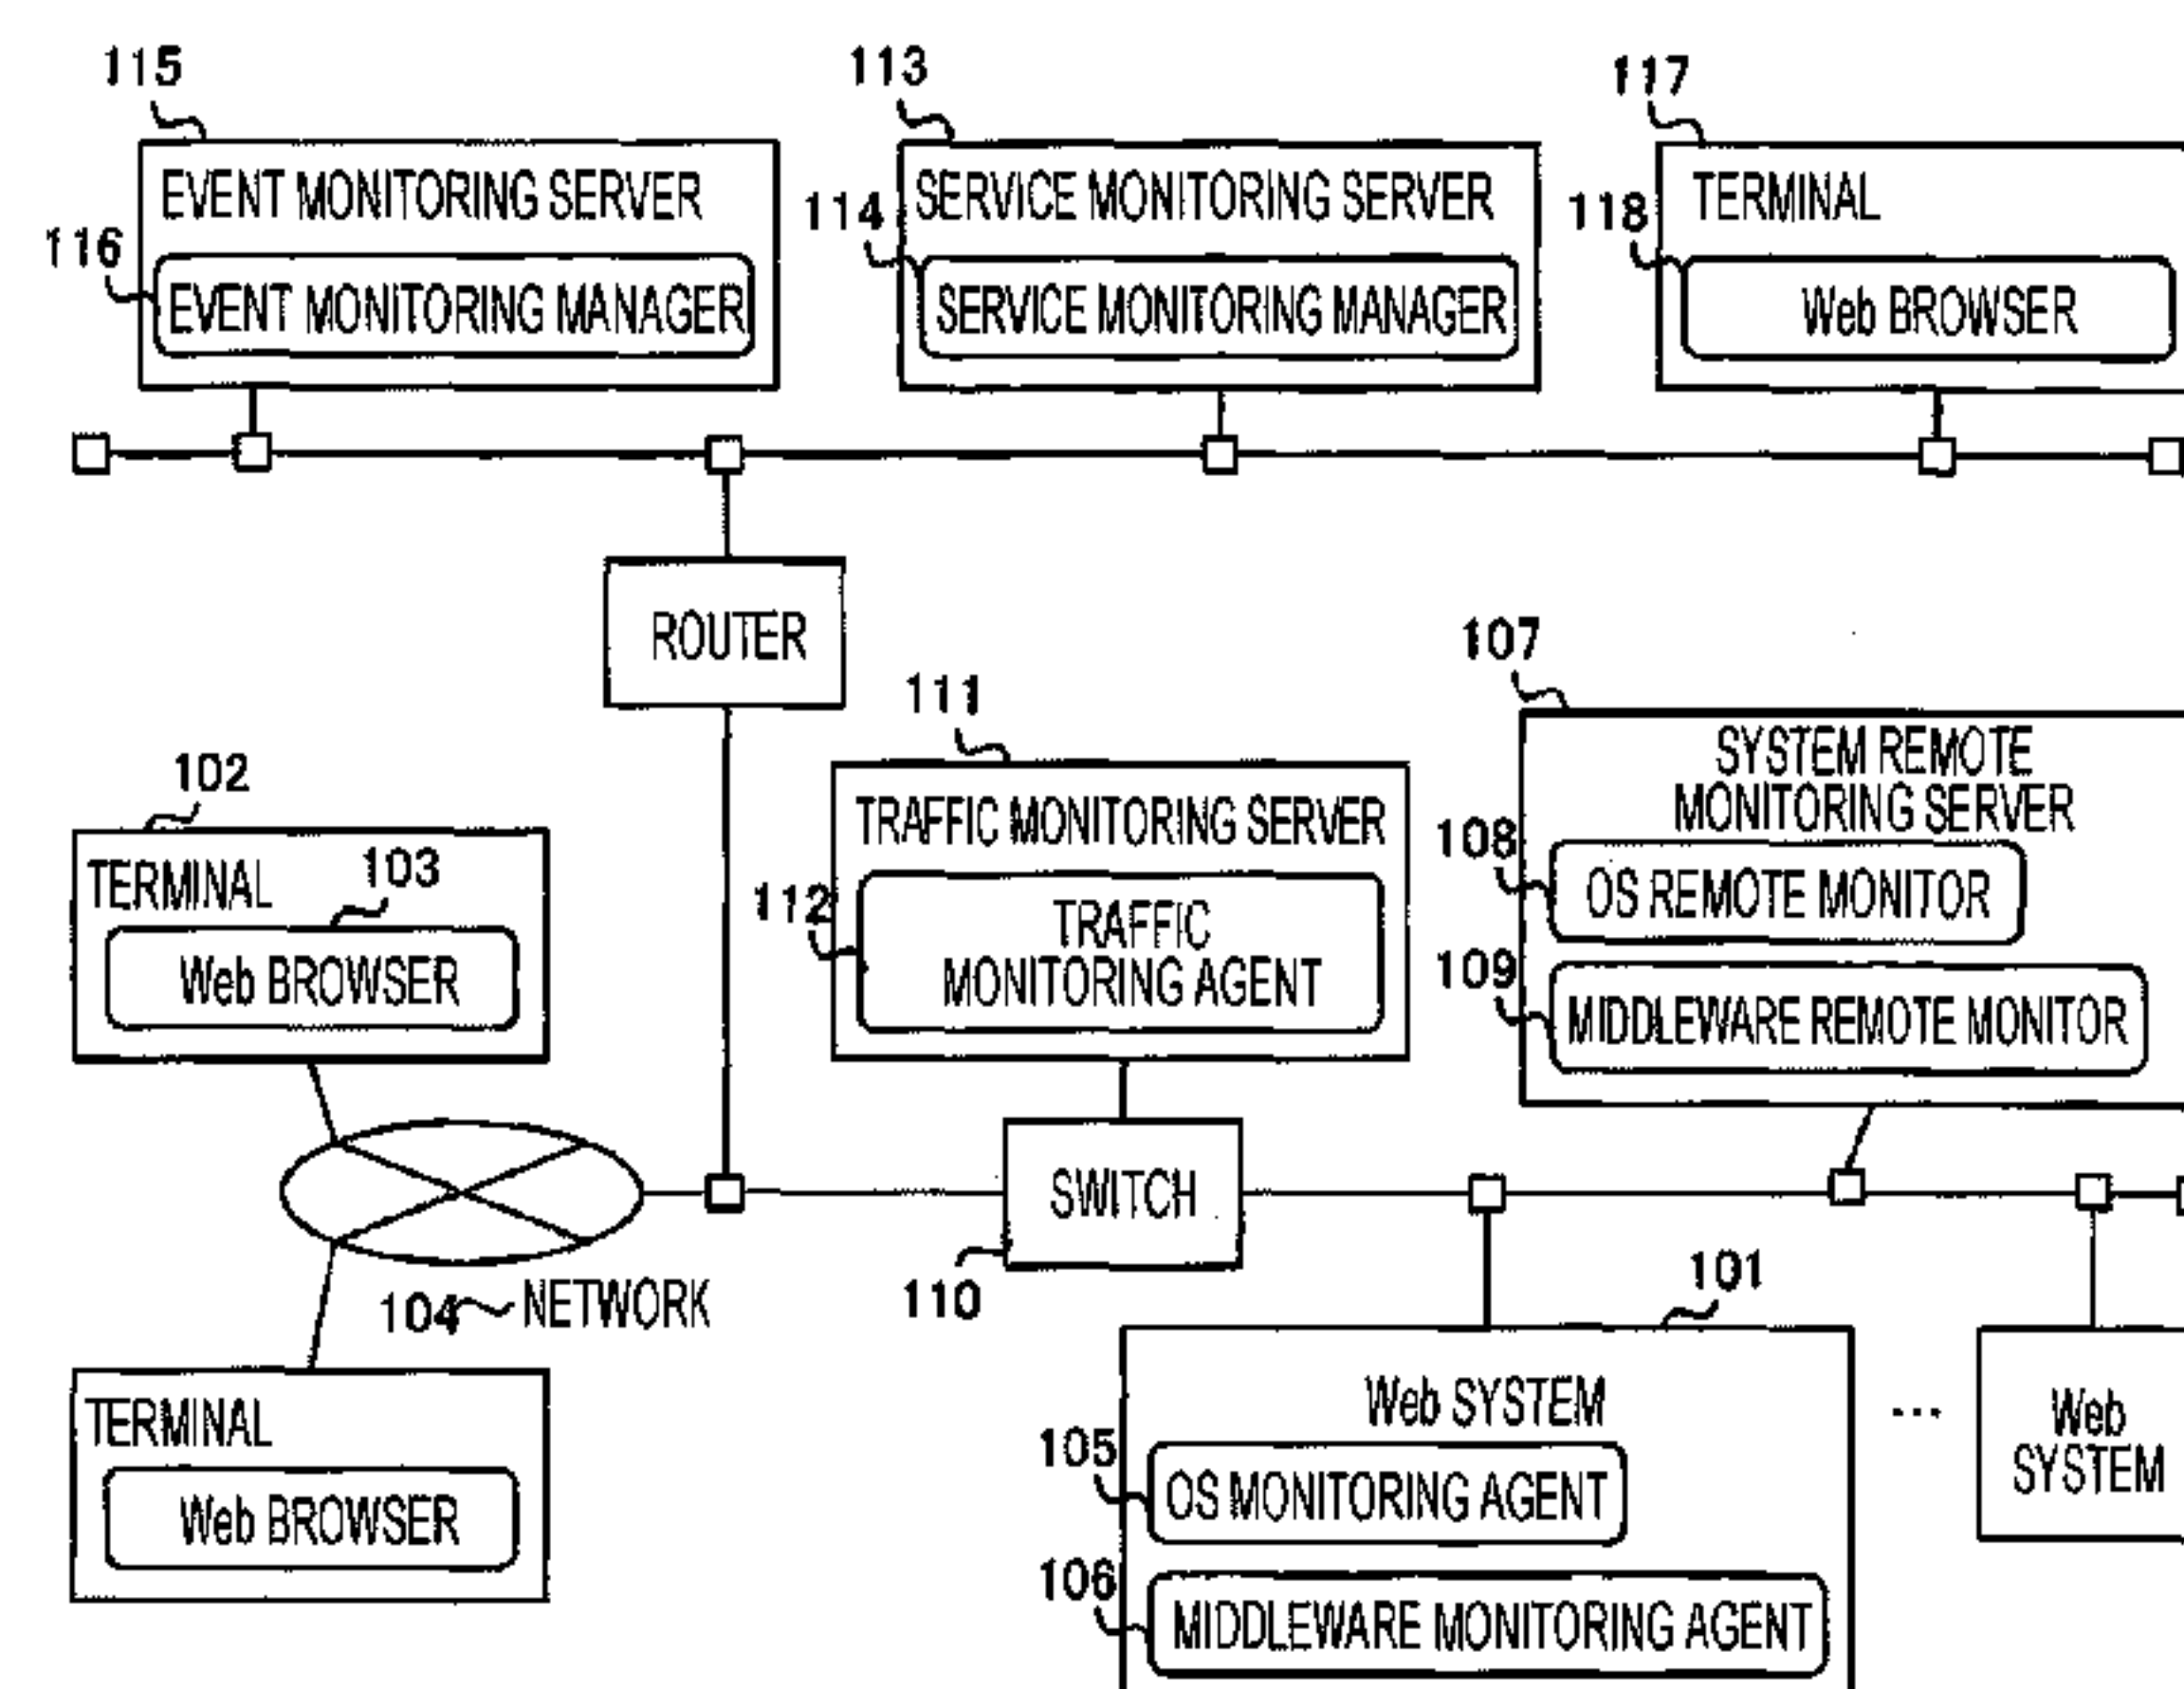 115
113
117
EVENT MONITORING SERVER
SERVICE MONITORING SERVER
TERMINAL
116
114
118
EVENT MONITORING MANAGER
SERVICE MONITORING MANAGER
Web BROWSER
ROUTER
107
111
SYSTEM REMOTE
MONITORING SERVER
102
TRAFFIC MONITORING SERVER
108
OS REMOTE MONITOR
TERMINAL
103
112
TRAFFIC
MONITORING AGENT
109
MIDDLEWARE REMOTE MONITOR
Web BROWSER
SWITCH
110
101
104
NETWORK
Web SYSTEM
...
Web
SYSTEM
TERMINAL
105
OS MONITORING AGENT
Web BROWSER
106
MIDDLEWARE MONITORING AGENT